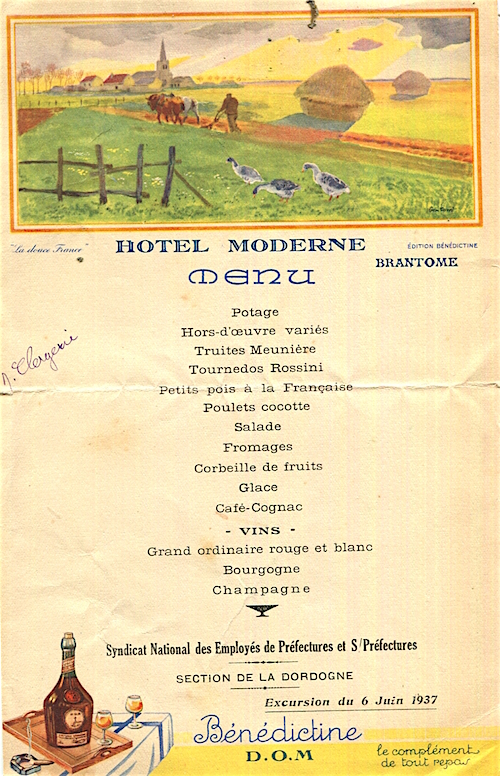 "La douce France"
HOTEL MODERNE
ÉDITION BÉNÉDICTINE
BRANTOME
MENU
Potage
Hors-d'œuvre variés
Truites Meunière
Tournedos Rossini
Petits pois à la Française
Poulets cocotte
Salade
Fromages
Corbeille de fruits
Glace
Café-Cognac
- VINS -
Grand ordinaire rouge et blanc
Bourgogne
Champagne
Syndicat National des Employés de Préfectures et S/Préfectures
SECTION DE LA DORDOGNE
Excursion du 6 Juin 1937
Bénédictine
D.O.M
le complément
de tout repas